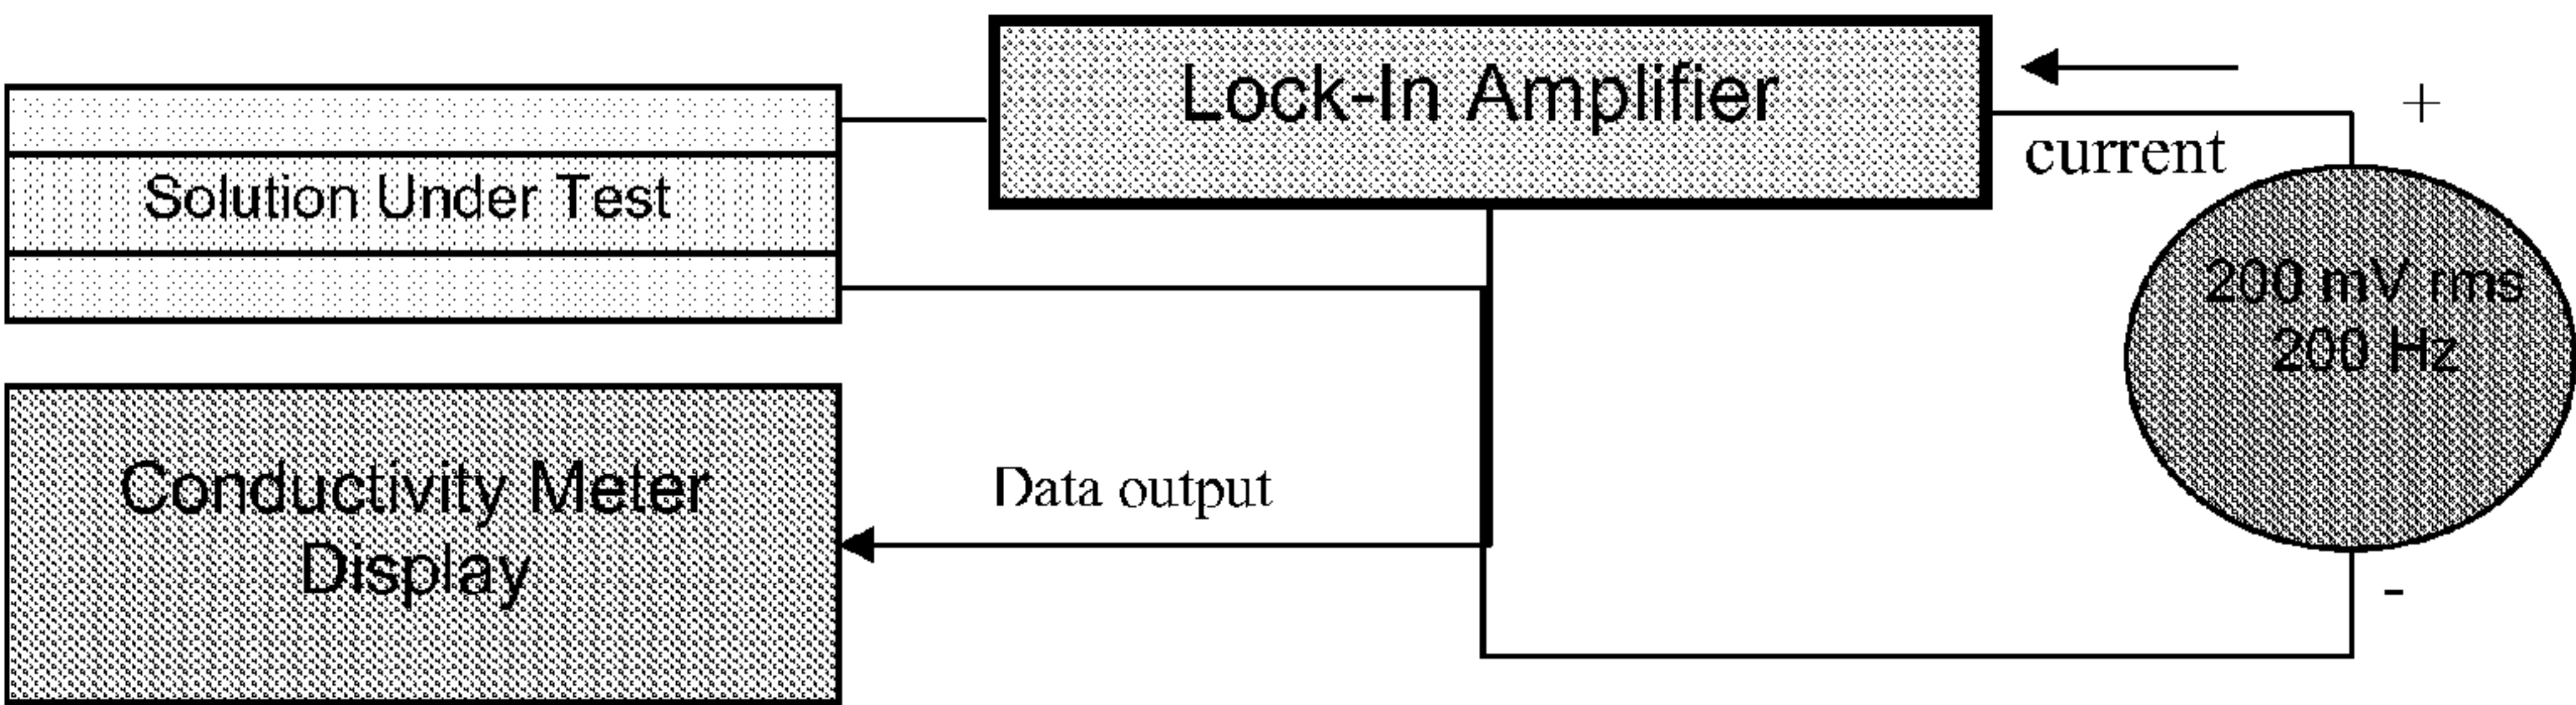 Lock-In Amplifier
+
current
Solution Under Test
200 mV rms
200 Hz
Data output
Conductivity Meter
Display
-